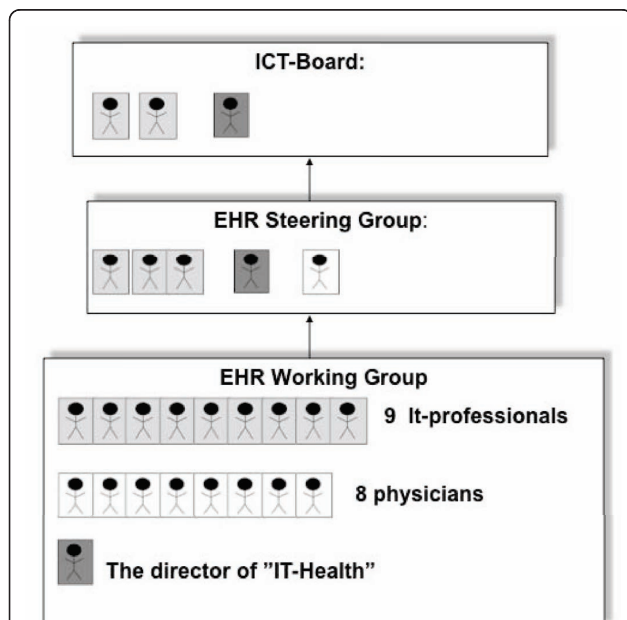 ICT-Board:
EHR Steering Group:
EHR Working Group
9 It-professionals
8 physicians
The director of ”IT-Health”